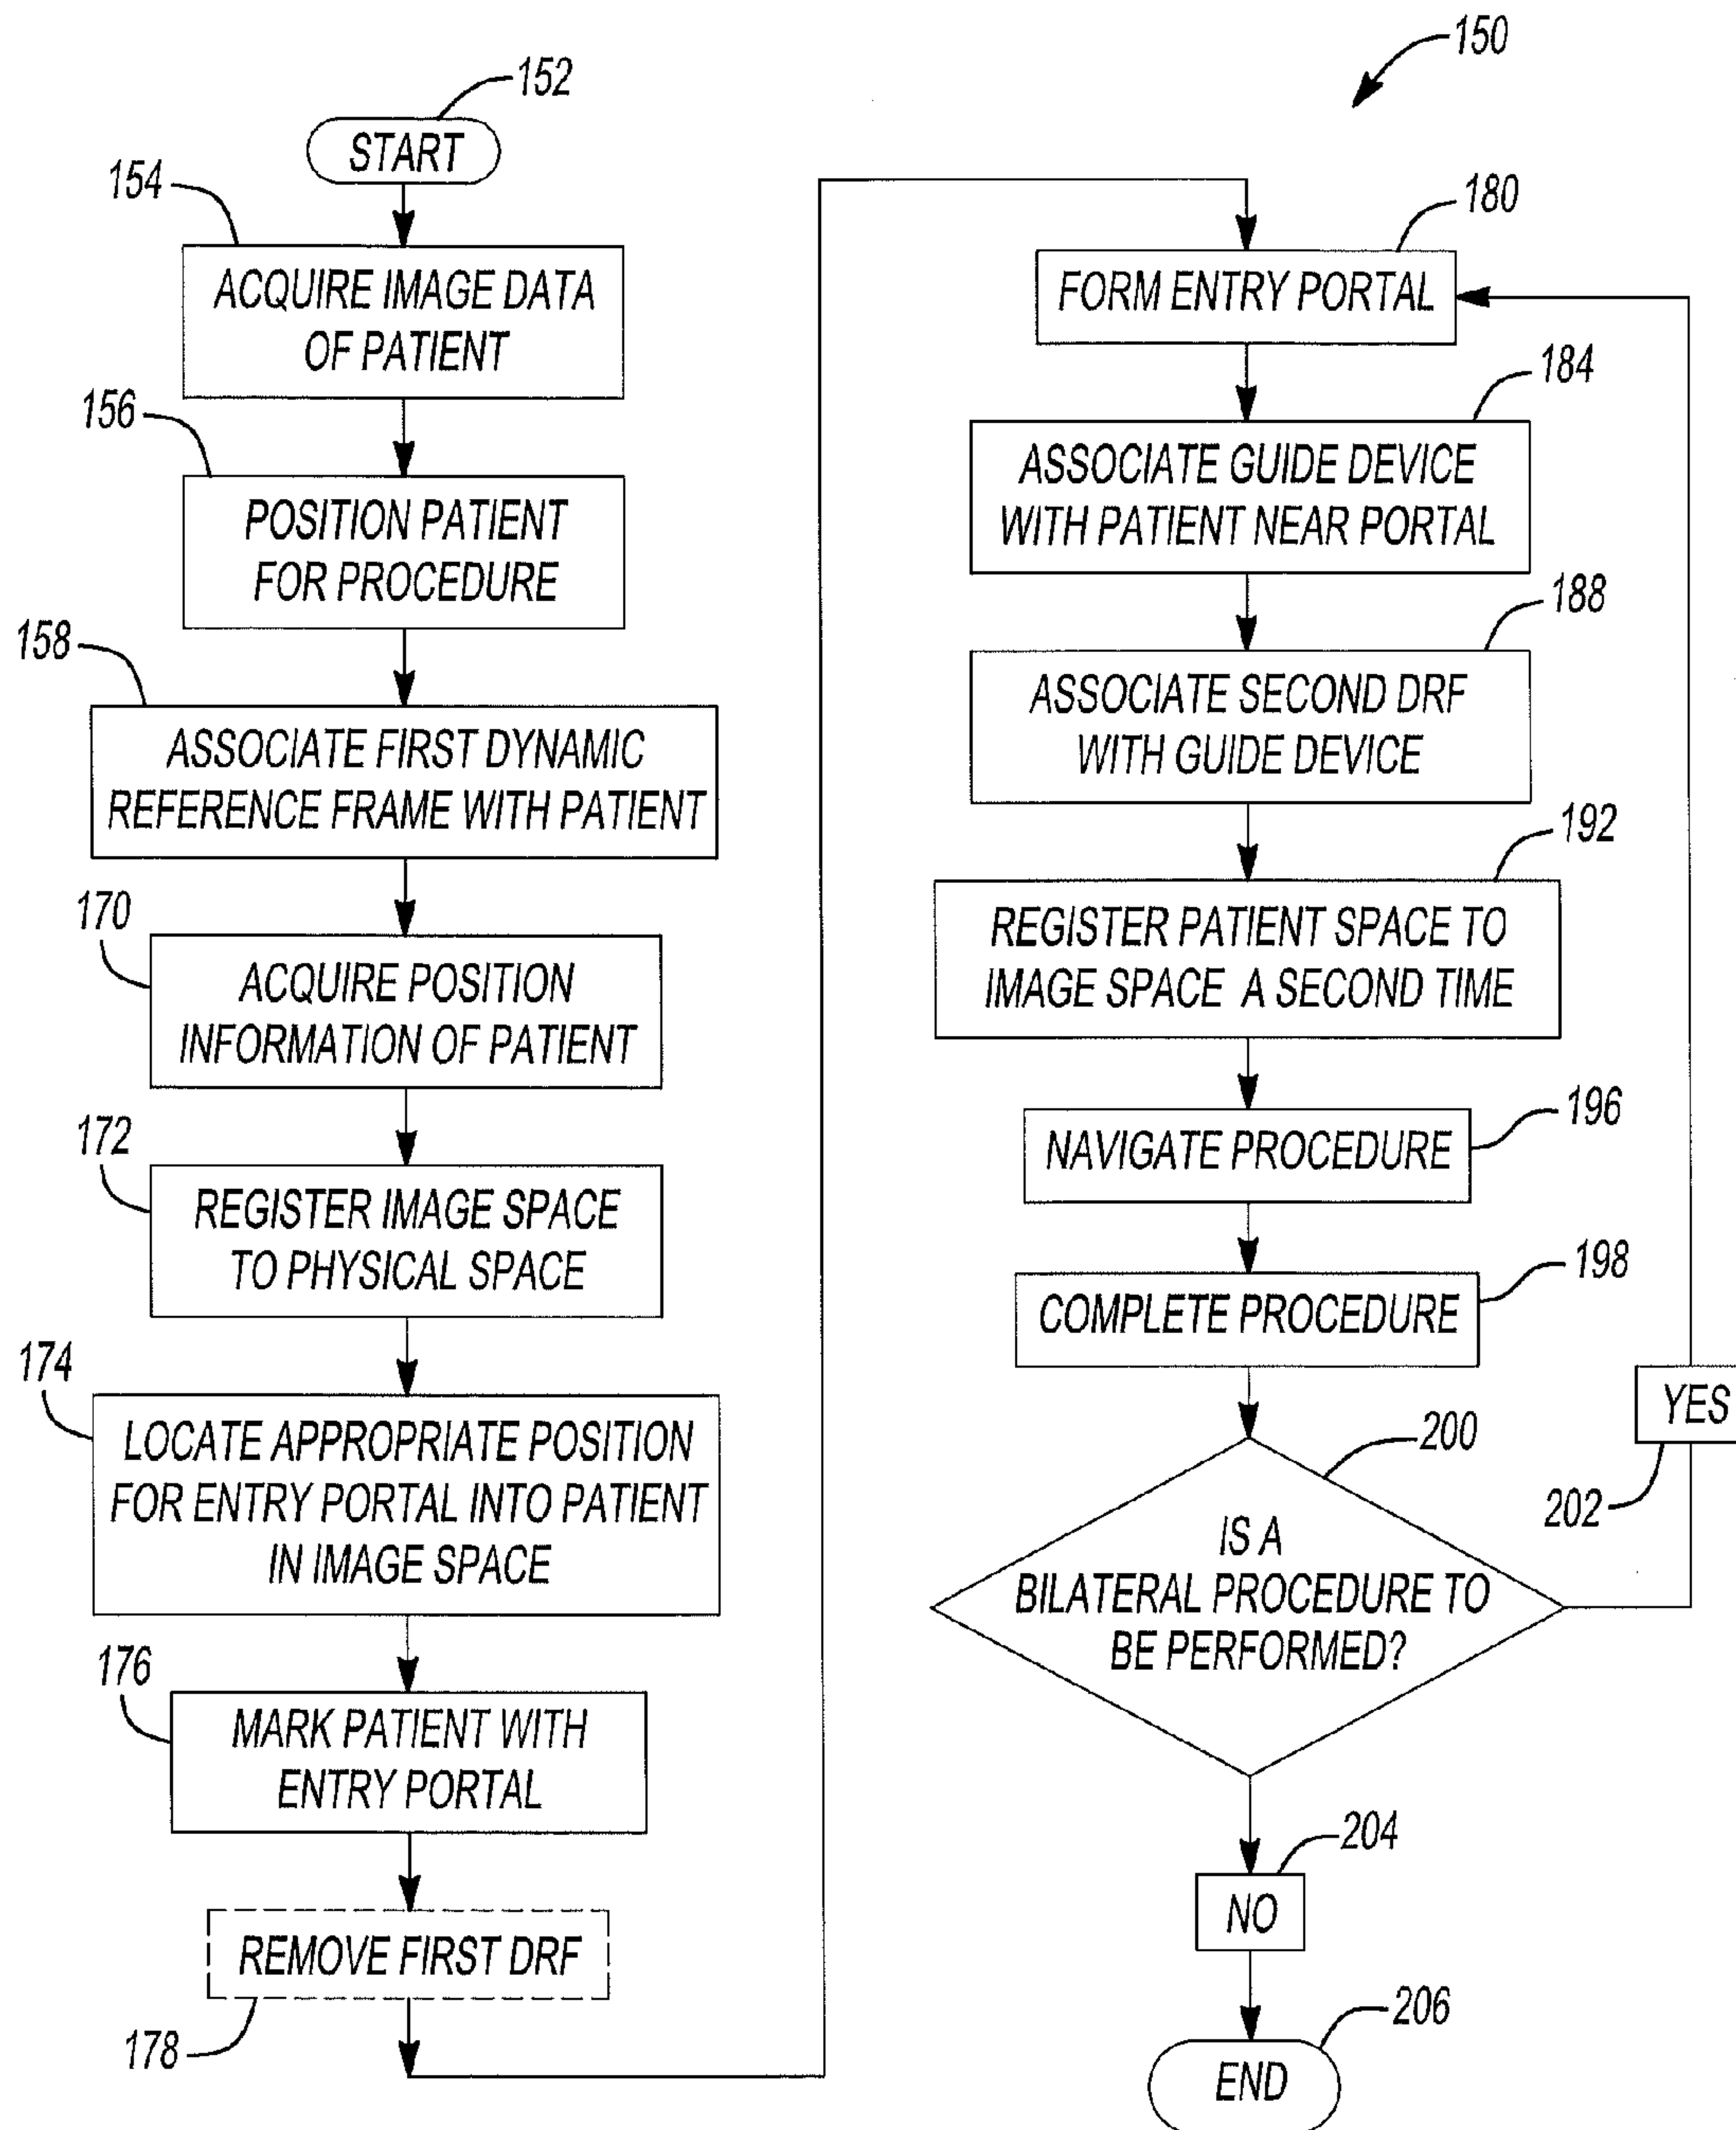 150
152
START
154
ACQUIRE IMAGE DATA
OF PATIENT
156
POSITION PATIENT
FOR PROCEDURE
158
ASSOCIATE FIRST DYNAMIC
REFERENCE FRAME WITH PATIENT
170
ACQUIRE POSITION
INFORMATION OF PATIENT
172
REGISTER IMAGE SPACE
TO PHYSICAL SPACE
174
LOCATE APPROPRIATE POSITION
FOR ENTRY PORTAL INTO PATIENT
IN IMAGE SPACE
176
MARK PATIENT WITH
ENTRY PORTAL
REMOVE FIRST DRF
178
180
FORM ENTRY PORTAL
184
ASSOCIATE GUIDE DEVICE
WITH PATIENT NEAR PORTAL
188
ASSOCIATE SECOND DRF
WITH GUIDE DEVICE
192
REGISTER PATIENT SPACE TO
IMAGE SPACE A SECOND TIME
196
NAVIGATE PROCEDURE
198
COMPLETE PROCEDURE
200
IS A
BILATERAL PROCEDURE TO
BE PERFORMED?
YES
202
204
NO
206
END